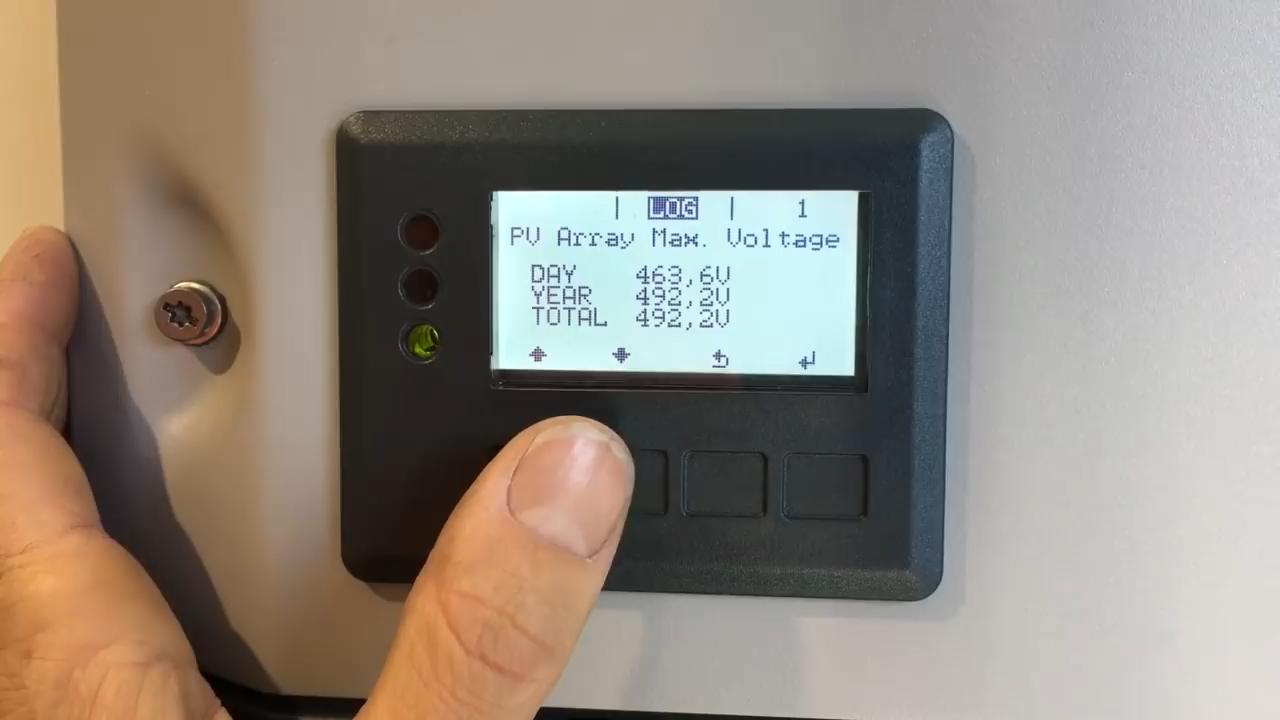 | LOG | 1
PV Array Max. Voltage
DAY 463,6V
YEAR 492,2V
TOTAL 492,2V